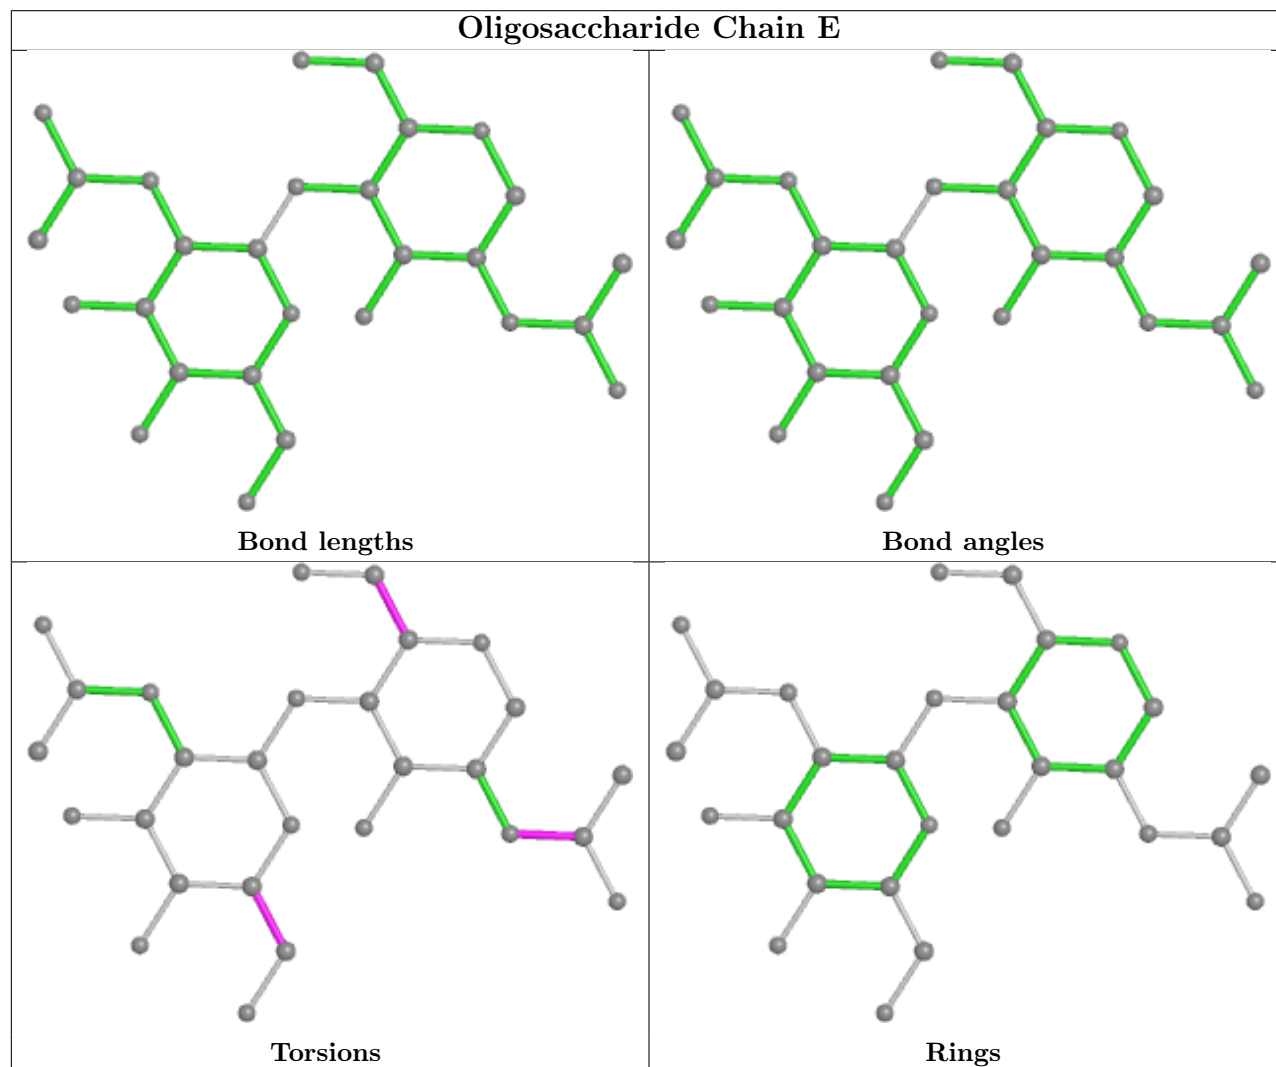 Oligosaccharide Chain E
Bond lengths
Bond angles
Torsions
Rings